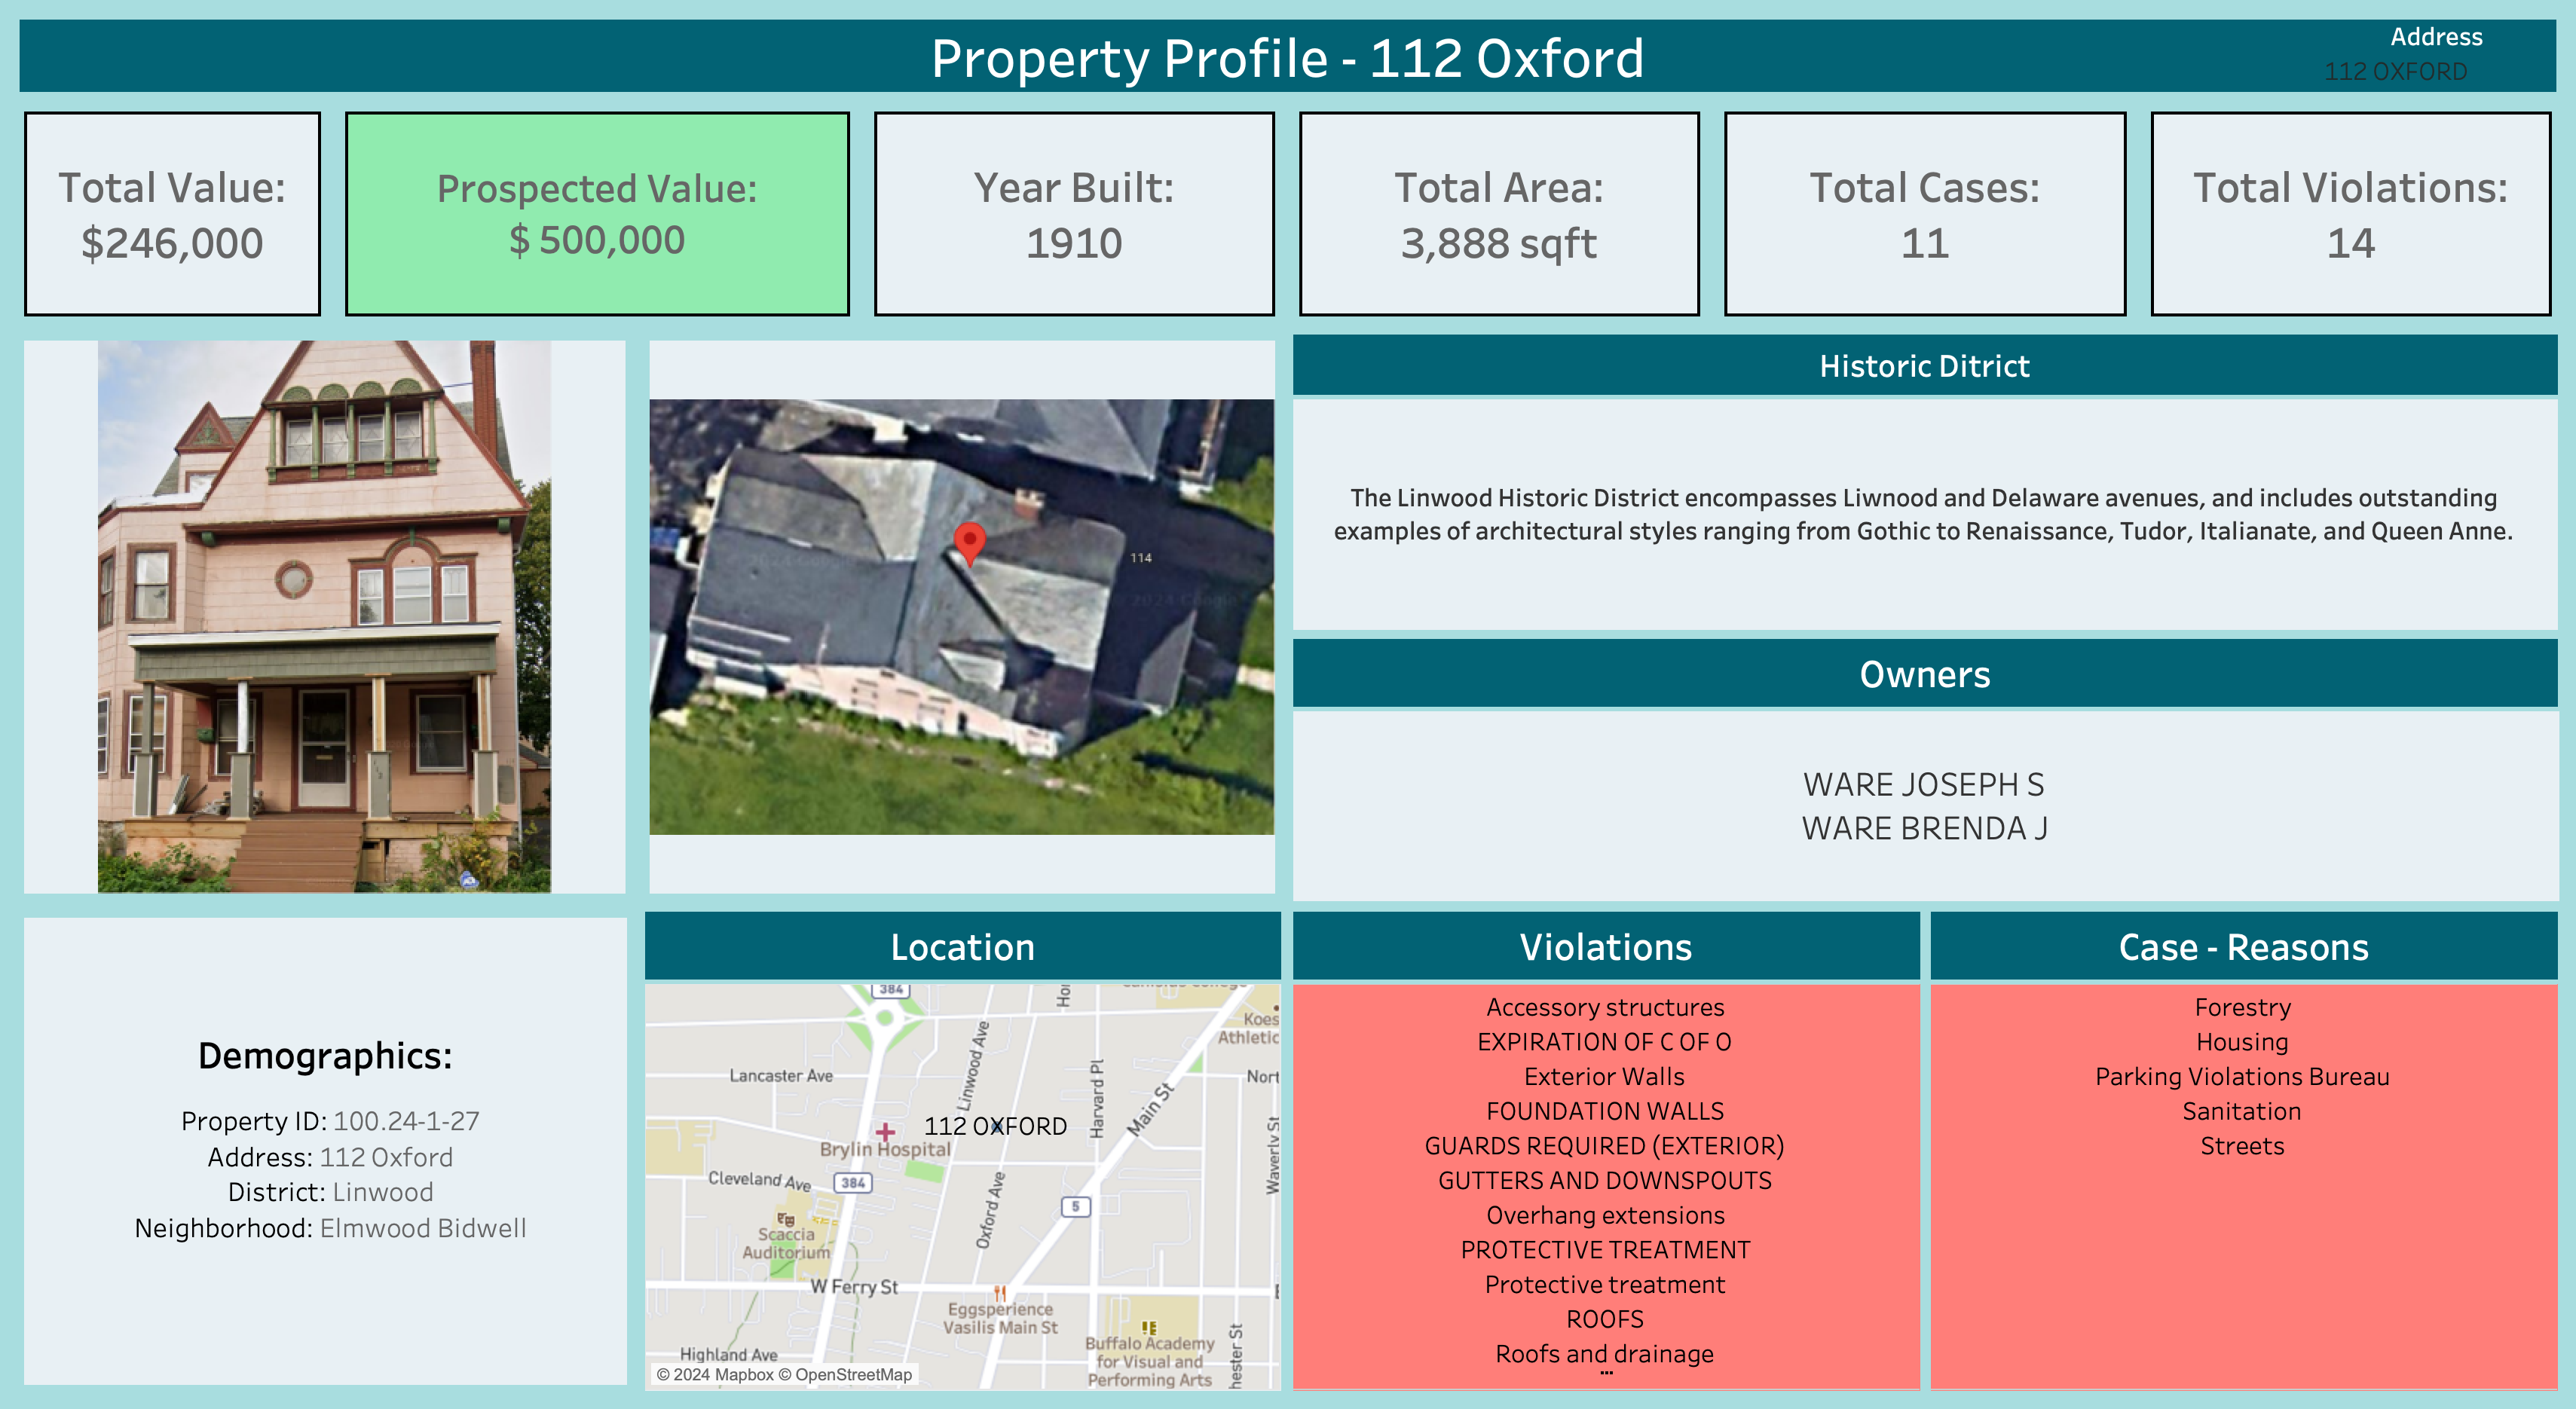 Property Profile - 112 Oxford
Address
112 OXFORD
Total Value:
$246,000
Prospected Value:
$ 500,000
Year Built:
1910
Total Area:
3,888 sqft
Total Cases:
11
Total Violations:
14
114
Historic Ditrict
The Linwood Historic District encompasses Liwnood and Delaware avenues, and includes outstanding
examples of architectural styles ranging from Gothic to Renaissance, Tudor, Italianate, and Queen Anne.
Owners
WARE JOSEPH S
WARE BRENDA J
Demographics:
Property ID: 100.24-1-27
Address: 112 Oxford
District: Linwood
Neighborhood: Elmwood Bidwell
Location
384
Koes
Athletic
Linwood Ave
Lancaster Ave
Harvard Pl
Main St
Nort
112 OXFORD
Brylin Hospital
Waverly St
Cleveland Ave
384
5
Oxford Ave
Scaccia
Auditorium
W Ferry St
Eggsperience
Vasilis Main St
Buffalo Academy
for Visual and
Performing Arts
Highland Ave
hester St
© 2024 Mapbox © OpenStreetMap
Violations
Accessory structures
EXPIRATION OF C OF O
Exterior Walls
FOUNDATION WALLS
GUARDS REQUIRED (EXTERIOR)
GUTTERS AND DOWNSPOUTS
Overhang extensions
PROTECTIVE TREATMENT
Protective treatment
ROOFS
Roofs and drainage
...
Case - Reasons
Forestry
Housing
Parking Violations Bureau
Sanitation
Streets